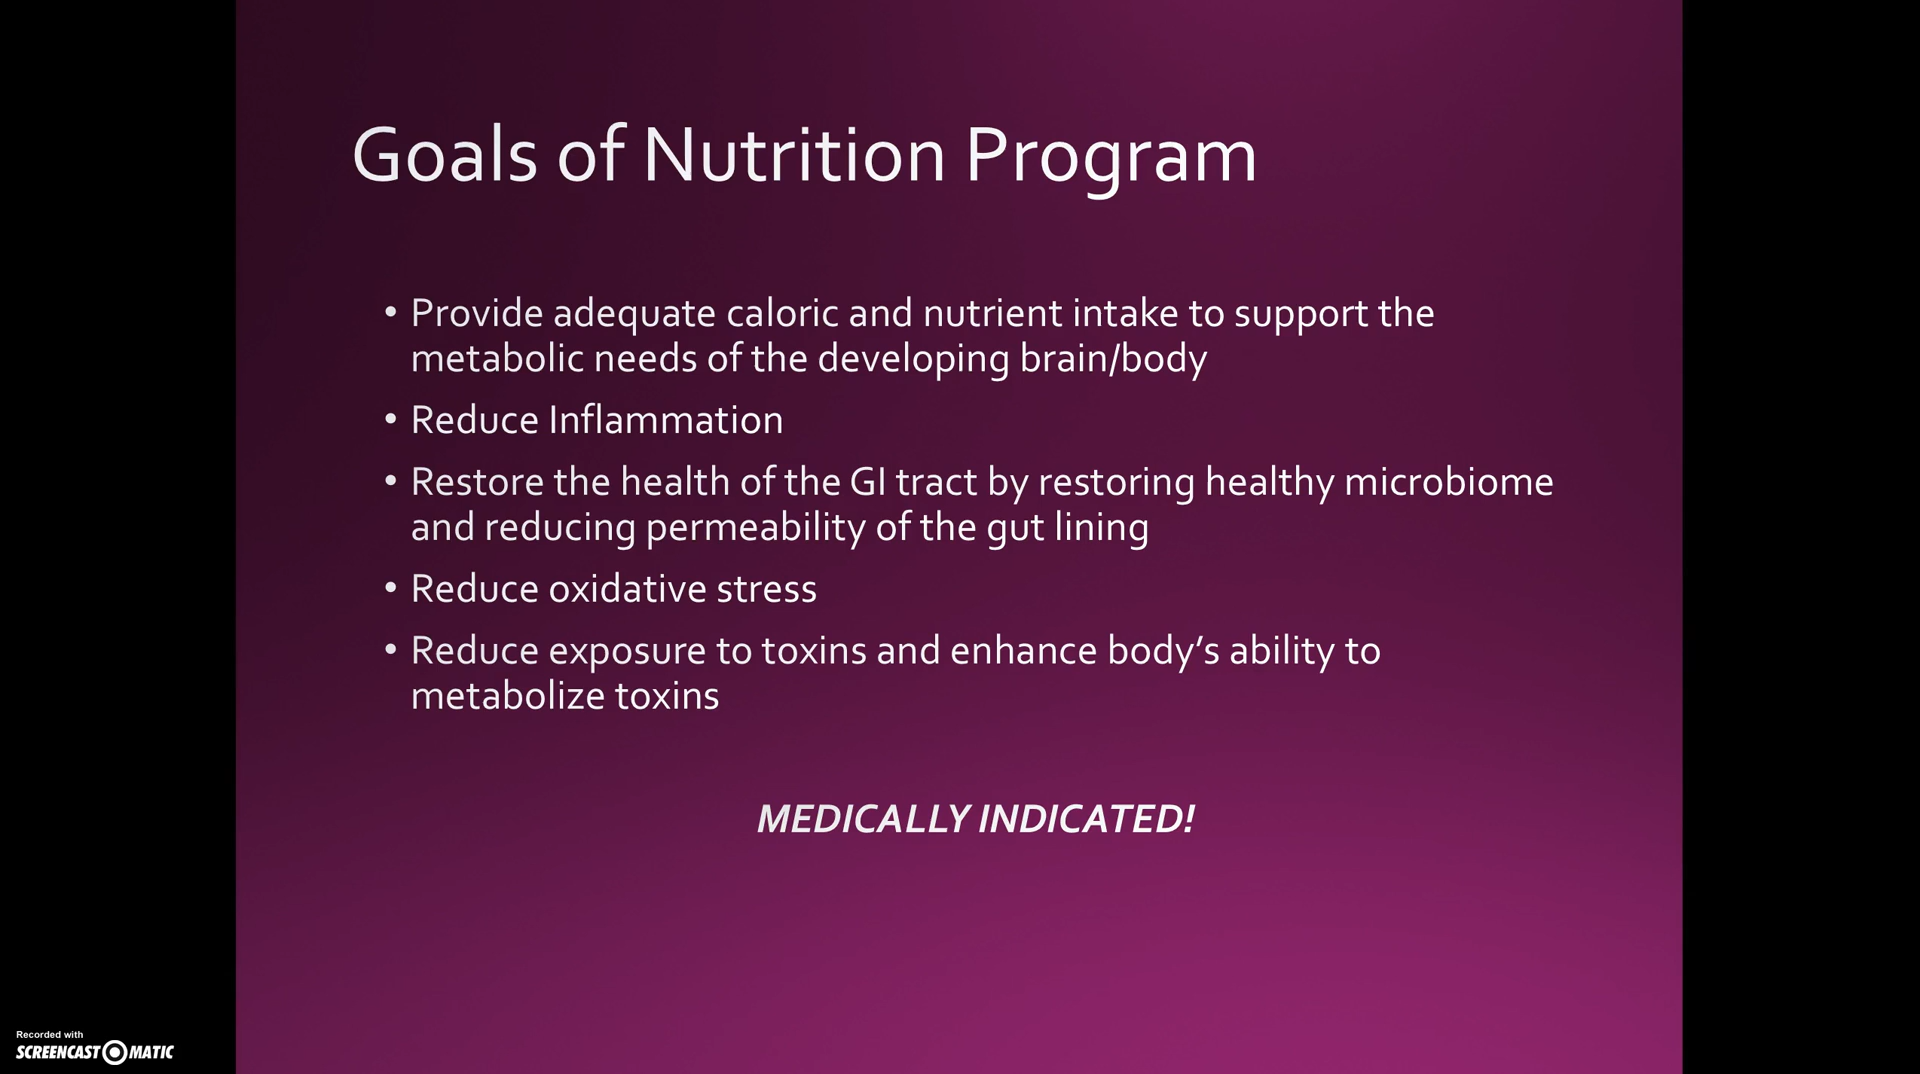 Goals of Nutrition Program
• Provide adequate caloric and nutrient intake to support the
metabolic needs of the developing brain/body
• Reduce Inflammation
• Restore the health of the GI tract by restoring healthy microbiome
and reducing permeability of the gut lining
• Reduce oxidative stress
• Reduce exposure to toxins and enhance body’s ability to
metabolize toxins
MEDICALLY INDICATED!
Recorded with
SCREENCAST MATIC